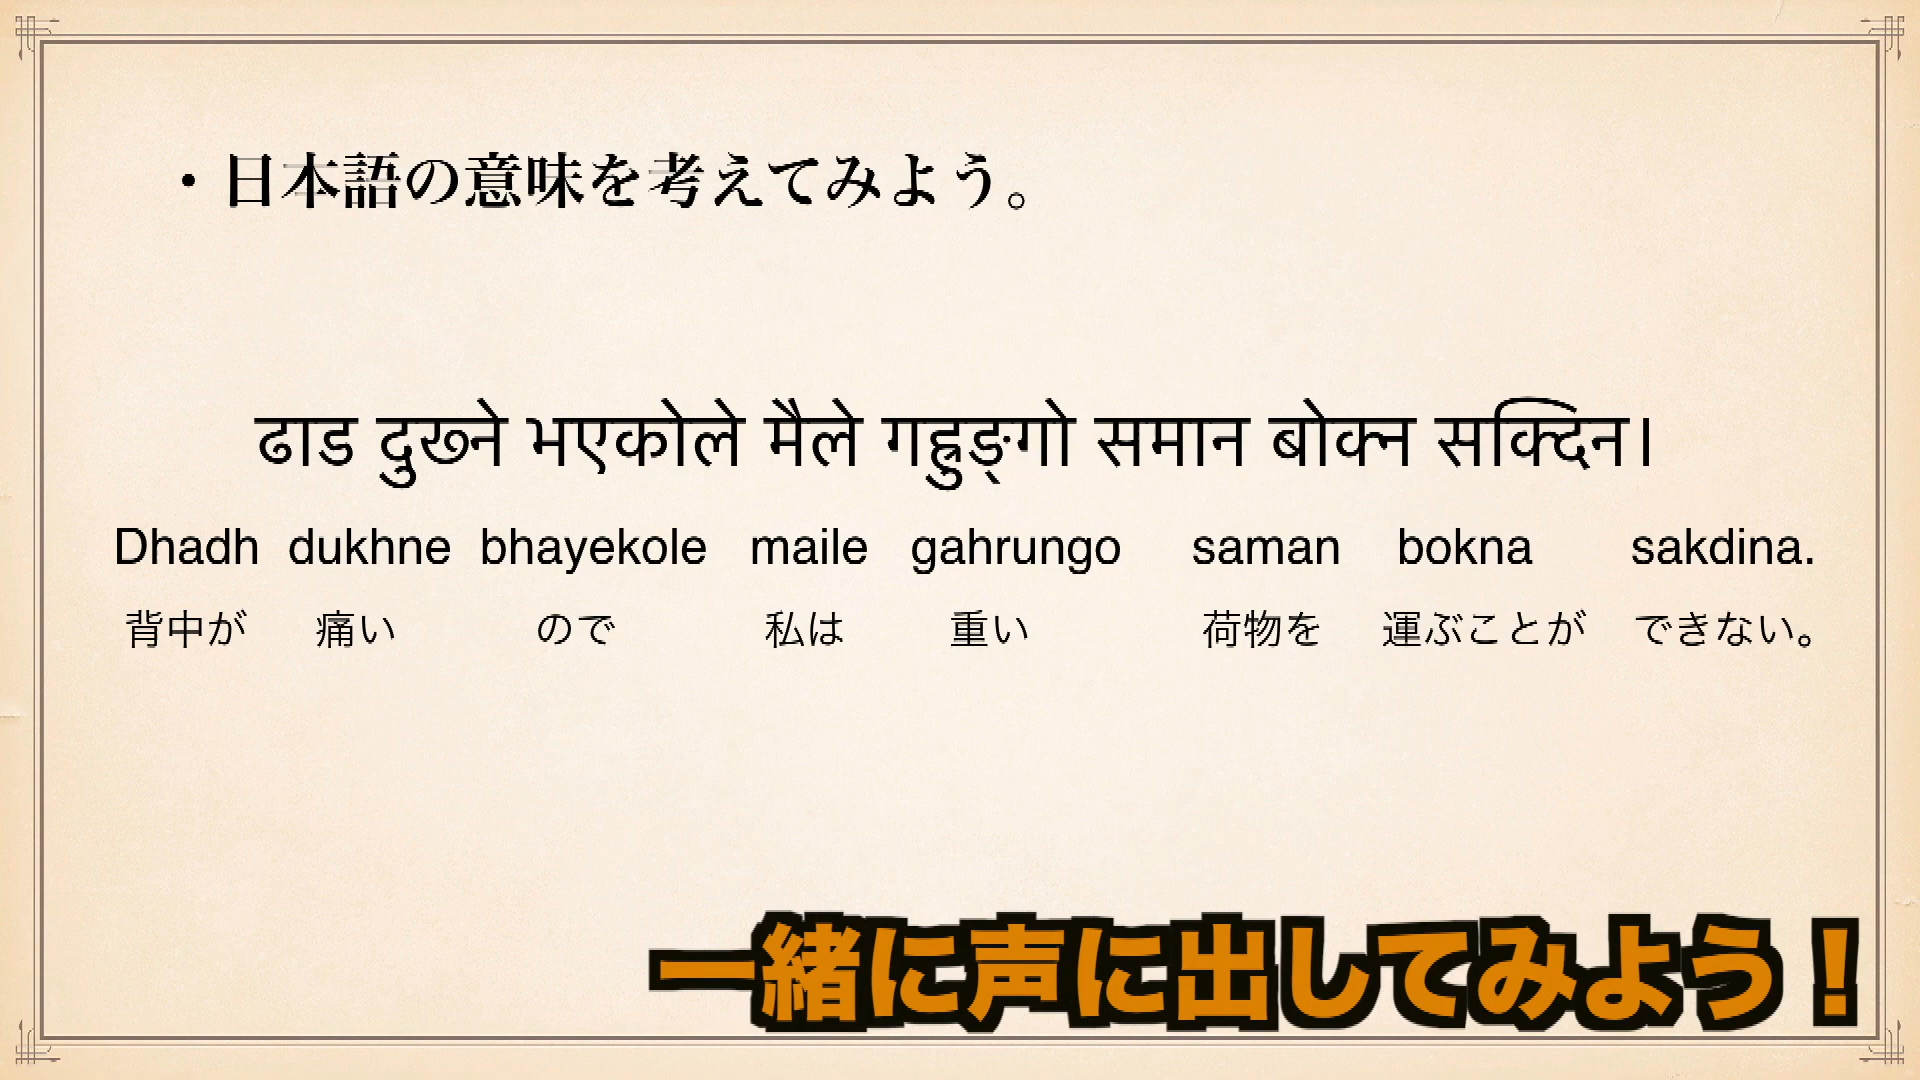 ・日本語の意味を考えてみよう。
ढाड दुख्ने भएकोले मैले गह्रुङ्गो समान बोक्न सक्दिन।
Dhadh dukhne bhayekole maile gahrungo saman bokna sakdina.
背中が 痛い ので 私は 重い 荷物を 運ぶことが できない。
一緒に声に出してみよう！